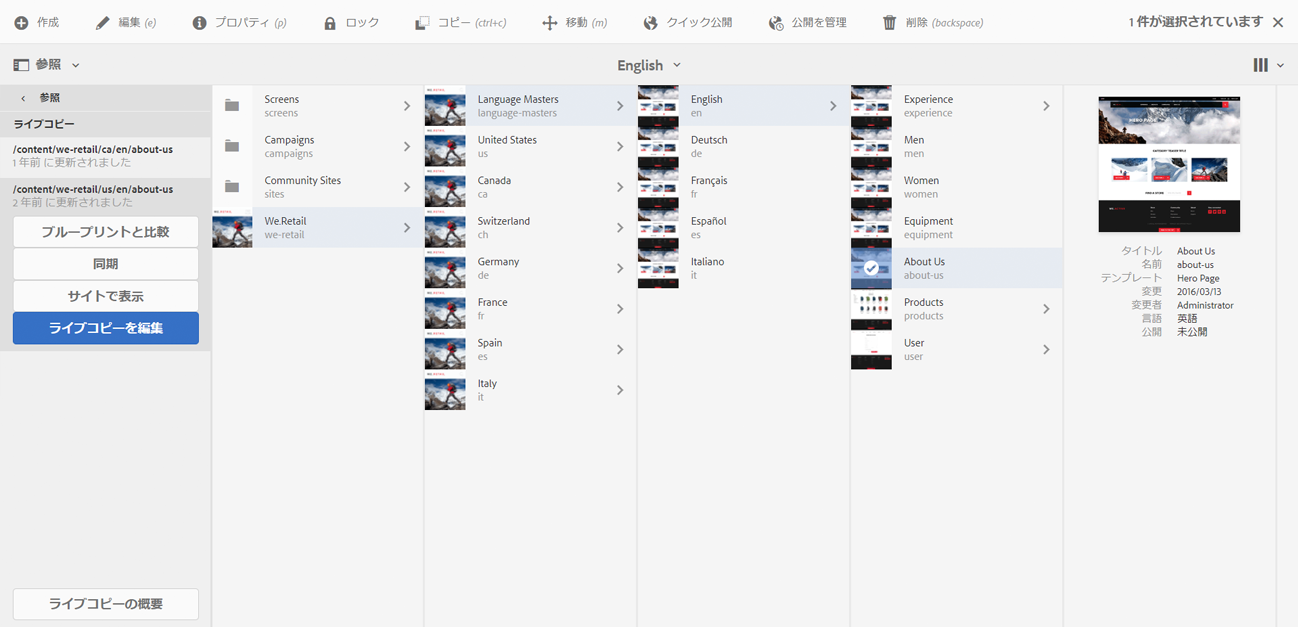 作成
編集 (e)
プロパティ (p)
ロック
コピー (ctrl+c)
移動 (m)
クイック公開
公開を管理
削除 (backspace)
1 件が選択されています
参照
English
参照
ライブコピー
/content/we-retail/ca/en/about-us
1 年前 に更新されました
/content/we-retail/us/en/about-us
2 年前 に更新されました
ブループリントと比較
同期
サイトで表示
ライブコピーを編集
ライブコピーの概要
Screens
screens
Campaigns
campaigns
Community Sites
sites
We.Retail
we-retail
Language Masters
language-masters
United States
us
Canada
ca
Switzerland
ch
Germany
de
France
fr
Spain
es
Italy
it
English
en
Deutsch
de
Français
fr
Español
es
Italiano
it
Experience
experience
Men
men
Women
women
Equipment
equipment
About Us
about-us
Products
products
User
user
HERO PAGE
タイトル About Us
名前 about-us
テンプレート Hero Page
変更 2016/03/13
変更者 Administrator
言語 英語
公開 未公開